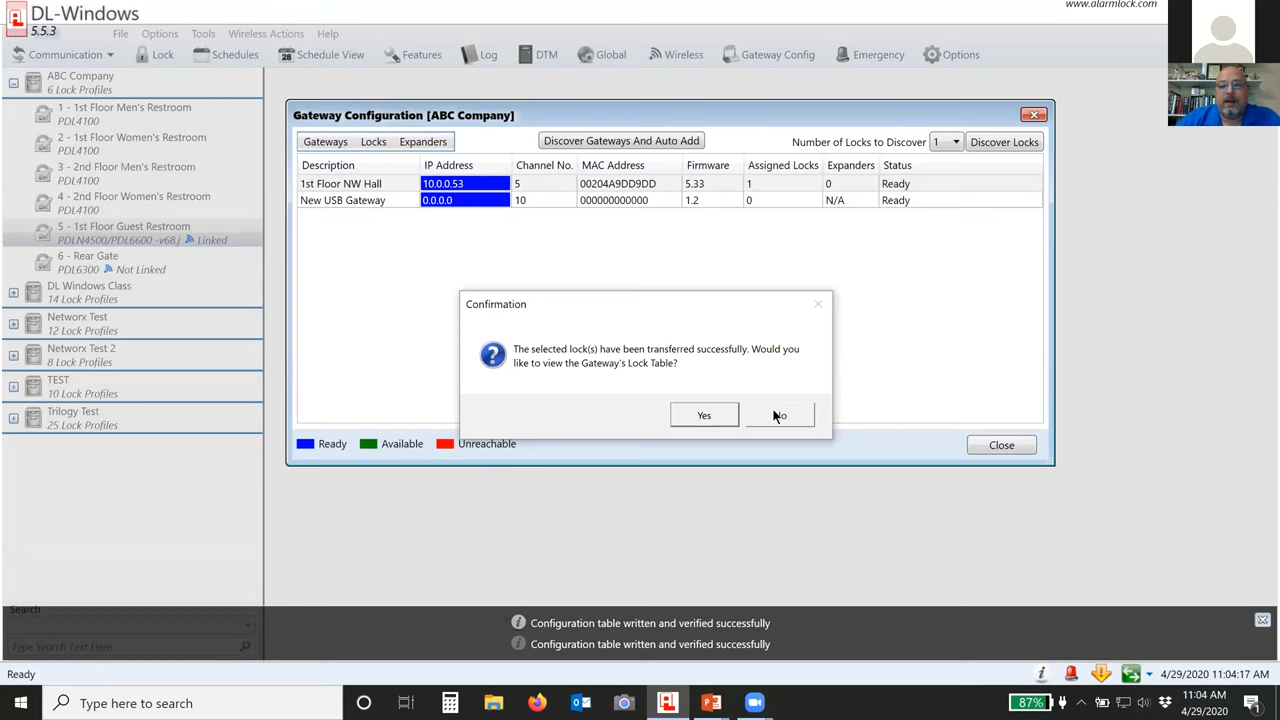 DL-Windows
5.5.3
www.alarmlock.com
File Options Tools Wireless Actions Help
Communication Lock 28 Schedules Schedule View Features Log DTM Global Wireless Gateway Config Emergency Options
ABC Company
6 Lock Profiles
1 - 1st Floor Men's Restroom
PDL4100
2 - 1st Floor Women's Restroom
PDL4100
3 - 2nd Floor Men's Restroom
PDL4100
4 - 2nd Floor Women's Restroom
PDL4100
5 - 1st Floor Guest Restroom
PDLN4500/PDL6600 -v68.j Linked
6 - Rear Gate
PDL6300 Not Linked
DL Windows Class
14 Lock Profiles
Networx Test
12 Lock Profiles
Networx Test 2
8 Lock Profiles
TEST
10 Lock Profiles
Trilogy Test
25 Lock Profiles
Gateway Configuration [ABC Company]
Gateways Locks Expanders Discover Gateways And Auto Add Number of Locks to Discover 1 Discover Locks
Description IP Address Channel No. MAC Address Firmware Assigned Locks Expanders Status
1st Floor NW Hall 10.0.0.53 5 00204A9DD9DD 5.33 1 0 Ready
New USB Gateway 0.0.0.0 10 000000000000 1.2 0 N/A Ready
Confirmation
The selected lock(s) have been transferred successfully. Would you
like to view the Gateway's Lock Table?
Yes
Ready Available Unreachable Close
Search
Type Search Text Here
Configuration table written and verified successfully
Configuration table written and verified successfully
Ready 4/29/2020 11:04:17 AM
Type here to search 87% 11:04 AM
4/29/2020
1